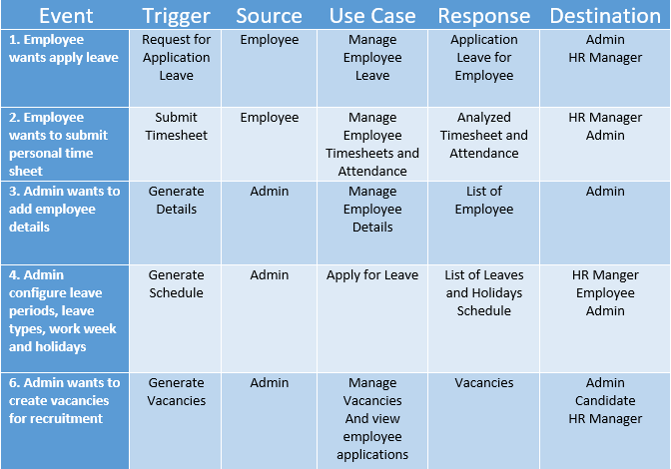 Event Trigger Source Use Case Response Destination
1. Employee
wants apply leave
Request for
Application
Leave
Employee
Manage
Employee
Leave
Application
Leave for
Employee
Admin
HR Manager
2. Employee
wants to submit
personal time
sheet
Submit
Timesheet
Employee
Manage
Employee
Timesheets and
Attendance
Analyzed
Timesheet and
Attendance
HR Manager
Admin
3. Admin wants to
add employee
details
Generate
Details
Admin
Manage
Employee
Details
List of
Employee
Admin
4. Admin
configure leave
periods, leave
types, work week
and holidays
Generate
Schedule
Admin
Apply for Leave
List of Leaves
and Holidays
Schedule
HR Manger
Employee
Admin
6. Admin wants to
create vacancies
for recruitment
Generate
Vacancies
Admin
Manage
Vacancies
And view
employee
applications
Vacancies
Admin
Candidate
HR Manager